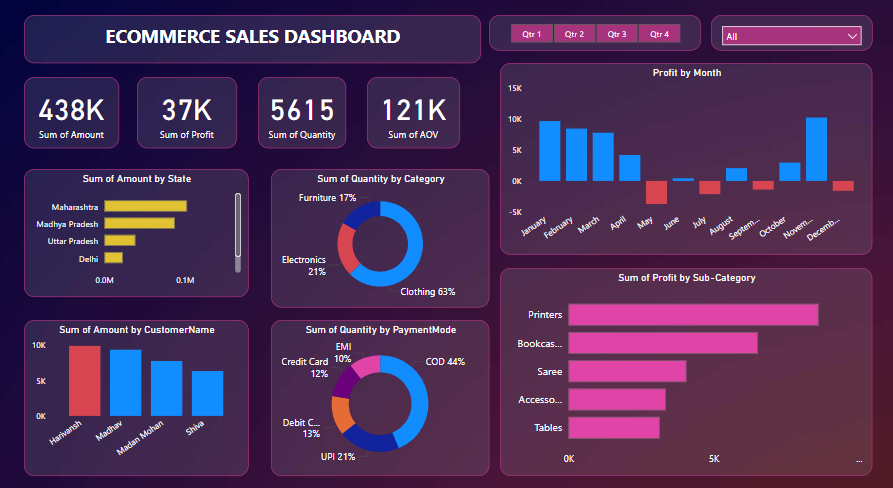 ECOMMERCE SALES DASHBOARD
Qtr 1 Qtr 2 Qtr 3 Qtr 4
All
438K
Sum of Amount
37K
Sum of Profit
5615
Sum of Quantity
121K
Sum of AOV
Profit by Month
15K
10K
5K
0K
-5K
January
February
March
April
May
June
July
August
Septem...
October
Novem...
Decemb...
Sum of Amount by State
Maharashtra
Madhya Pradesh
Uttar Pradesh
Delhi
0.0M 0.1M
Sum of Quantity by Category
Furniture 17%
Electronics
21%
Clothing 63%
Sum of Profit by Sub-Category
Printers
Bookcas...
Saree
Accesso...
Tables
0K 5K ...
Sum of Amount by CustomerName
10K
5K
0K
Harivansh
Madhav
Madan Mohan
Shiva
Sum of Quantity by PaymentMode
EMI
10%
Credit Card
12%
COD 44%
Debit C...
13%
UPI 21%